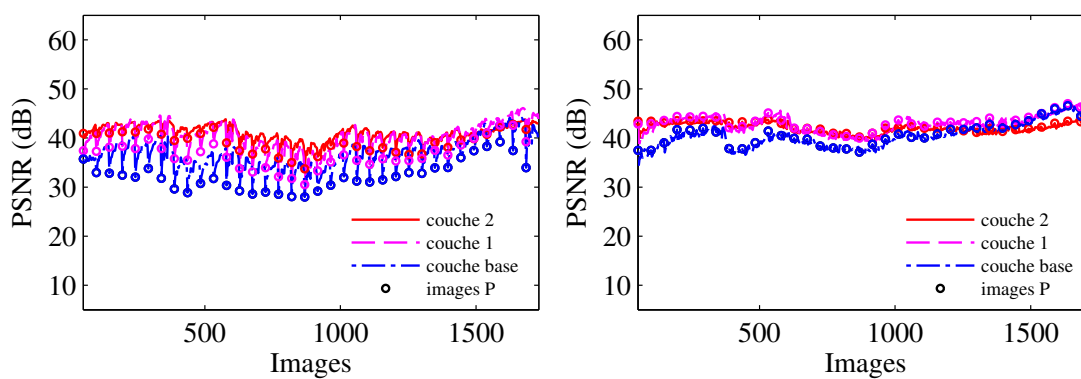 60
50
40
30
20
10
PSNR (dB)
couche 2
couche 1
couche base
images P
500
1000
1500
Images
60
50
40
30
20
10
PSNR (dB)
couche 2
couche 1
couche base
images P
500
1000
1500
Images